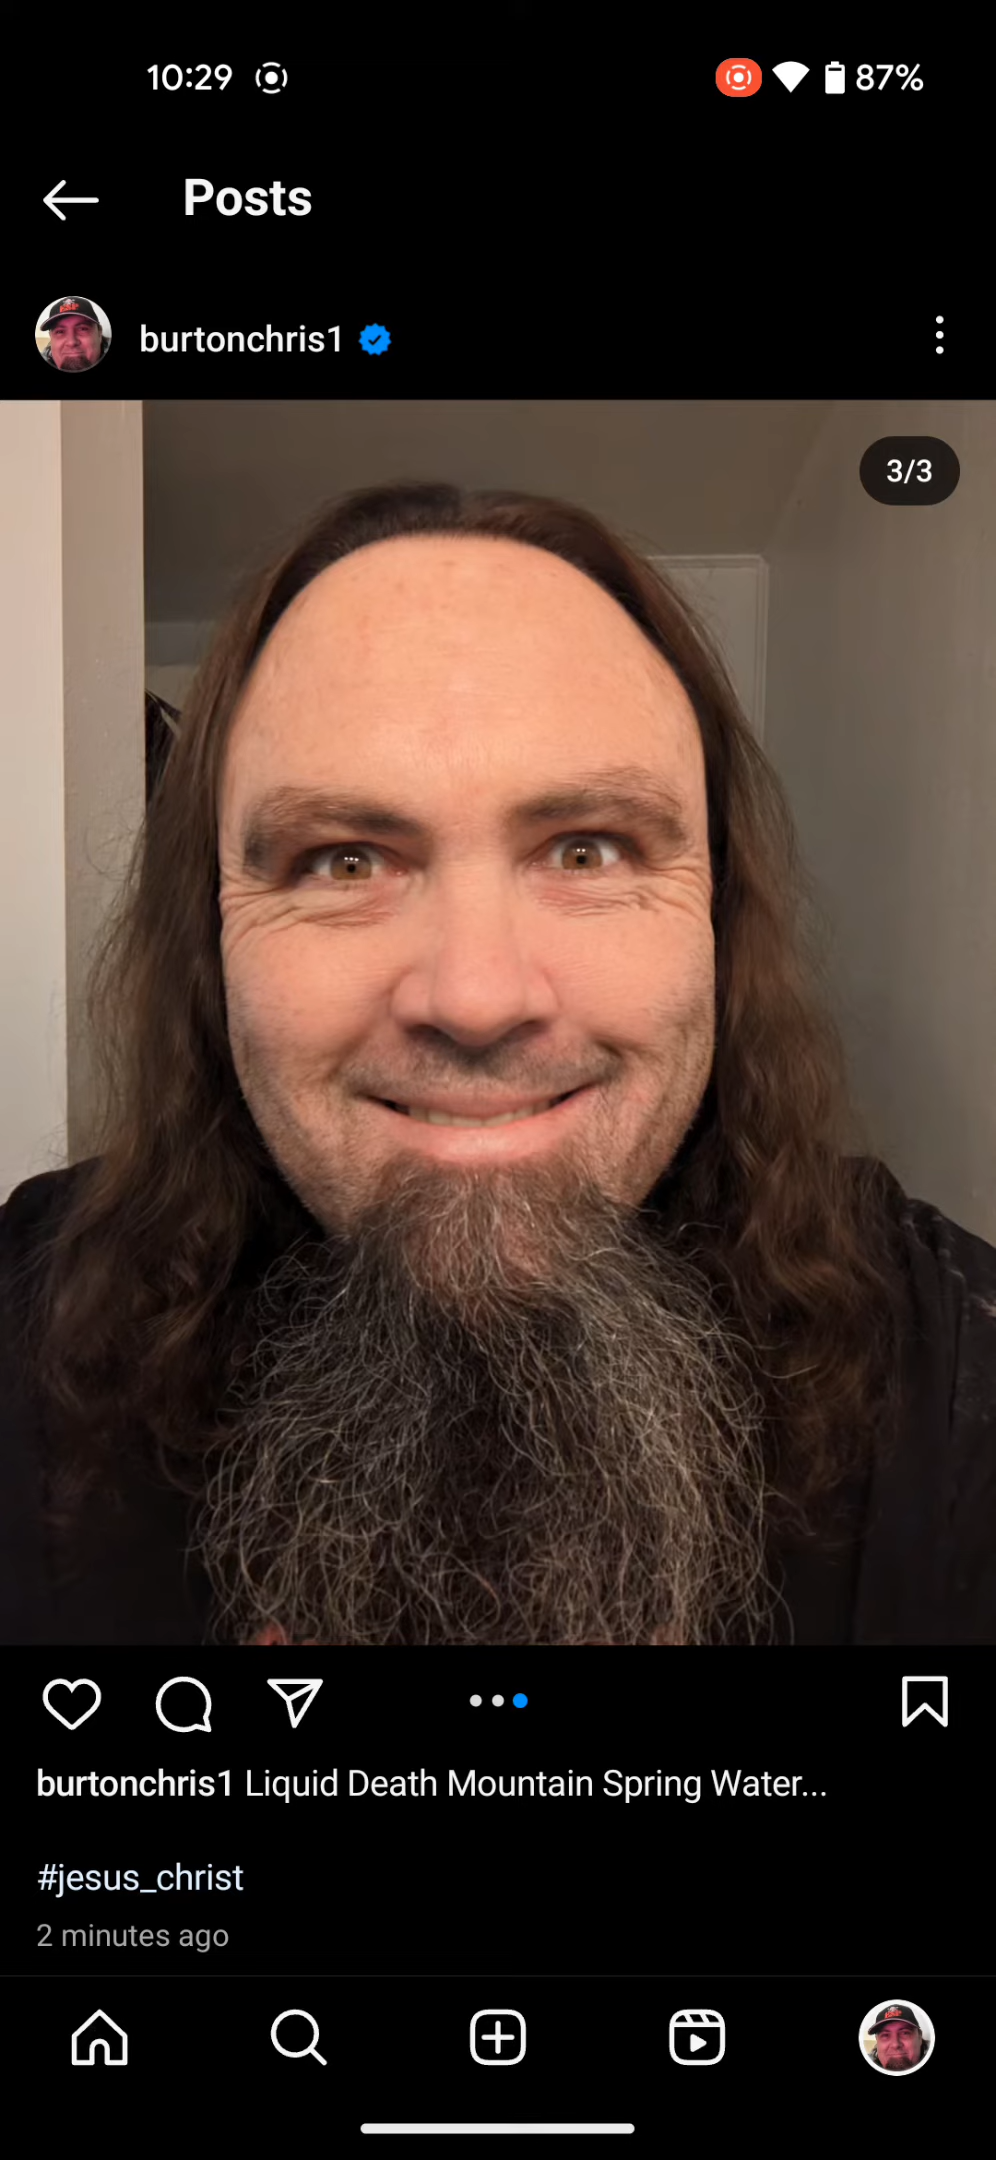 10:29
87%
Posts
burtonchris1
3/3
burtonchris1 Liquid Death Mountain Spring Water...
#jesus_christ
2 minutes ago